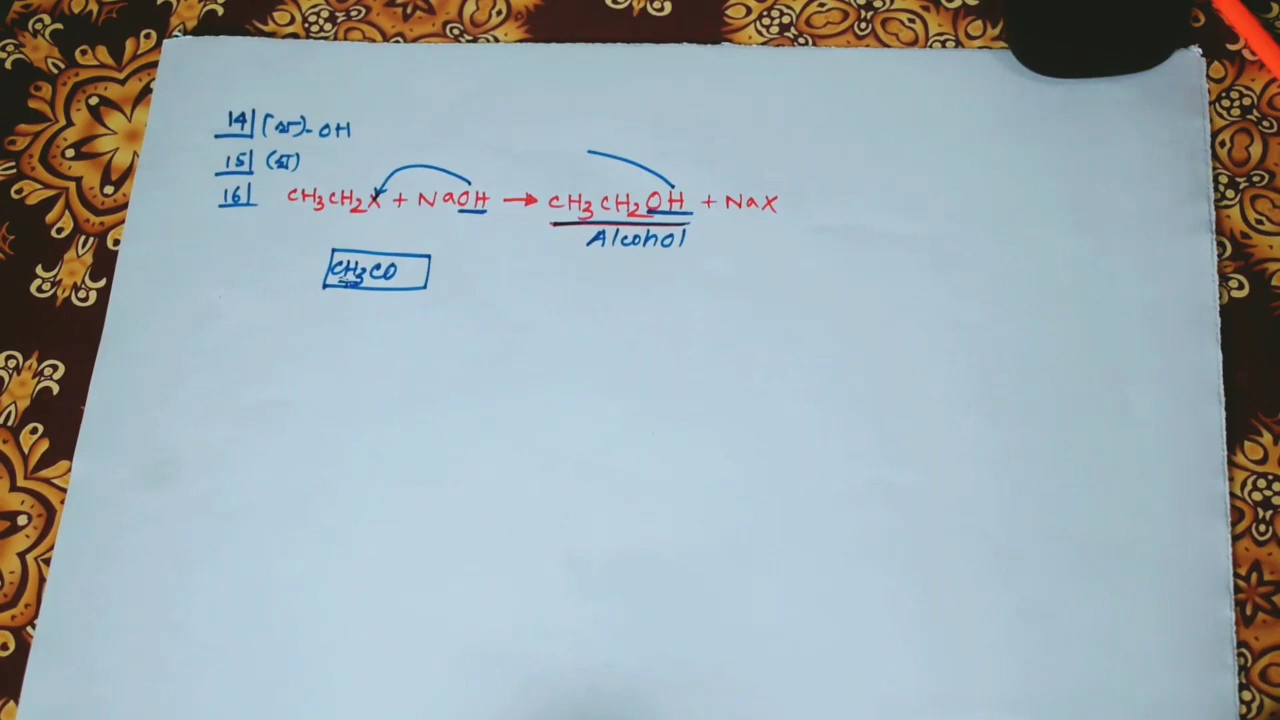 14| (ঘ)-OH
15| (গ)
16| CH₃CH₂X + NaOH → CH₃CH₂OH + NaX
Alcohol
CH₃CO